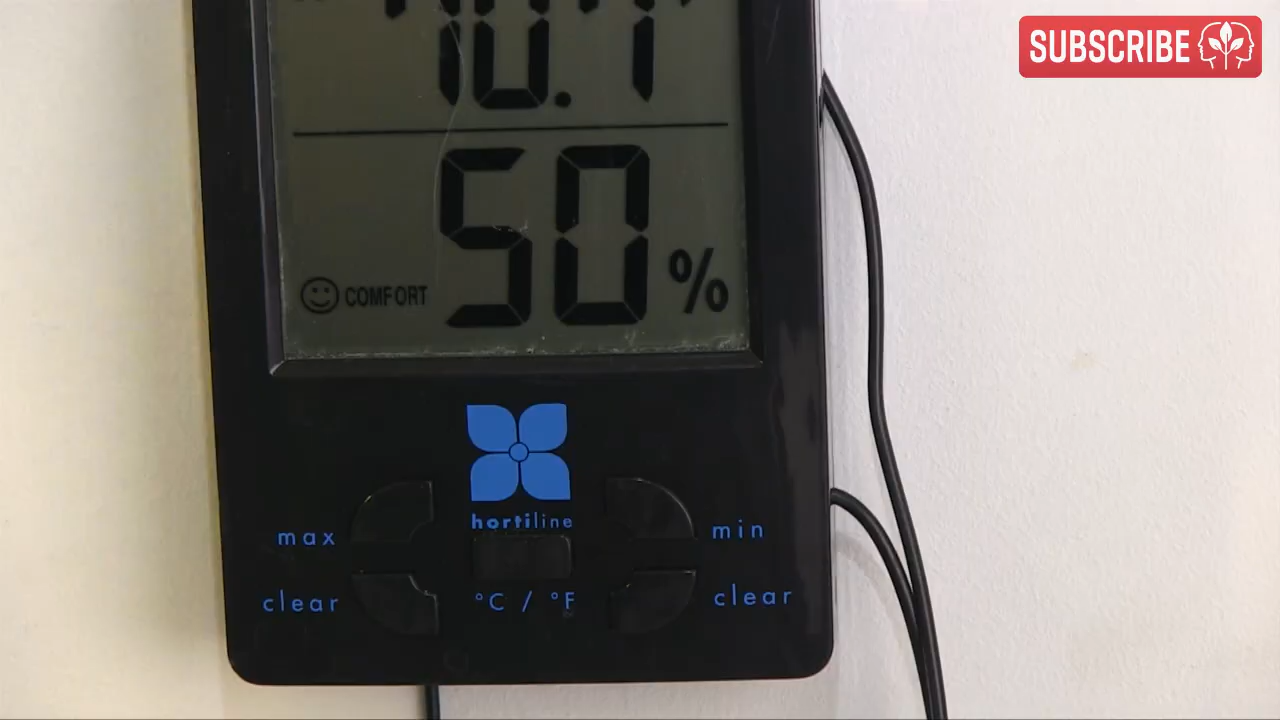 SUBSCRIBE
50 %
COMFORT
hortiline
max
min
°C / °F
clear
clear